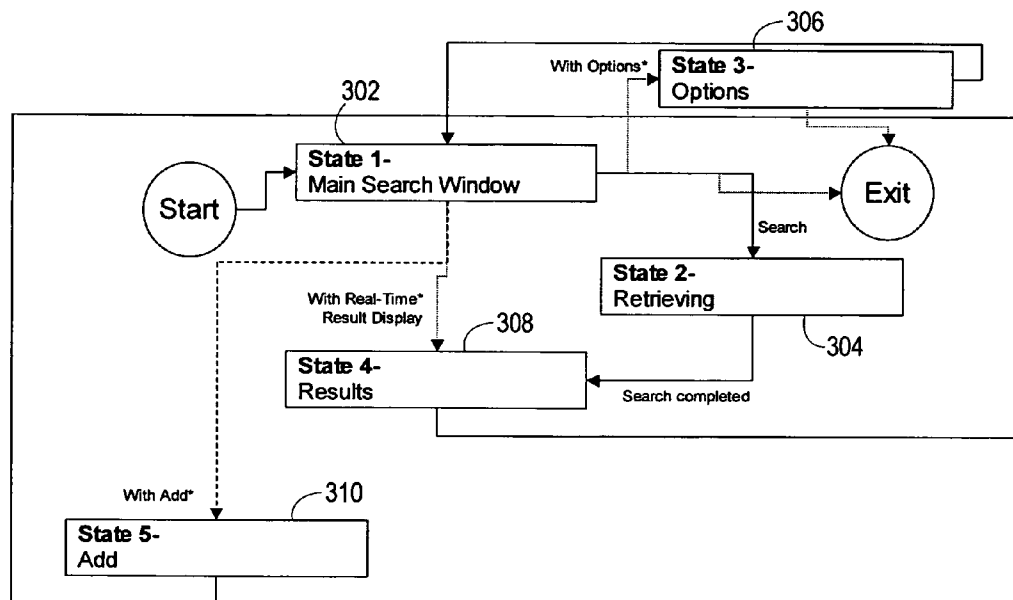 306
With Options*
State 3-
Options
302
State 1-
Main Search Window
Start
Exit
Search
State 2-
Retrieving
With Real-Time*
Result Display
308
304
State 4-
Results
Search completed
With Add*
310
State 5-
Add